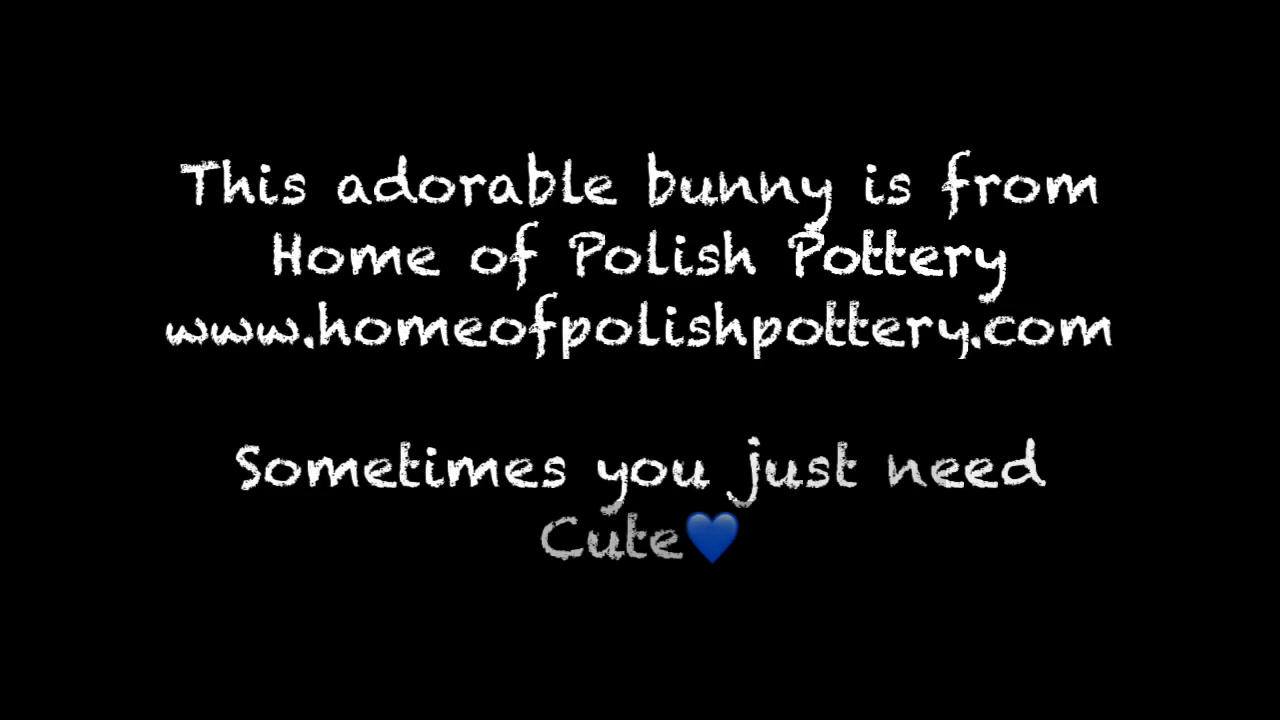 This adorable bunny is from
Home of Polish Pottery
www.homeofpolishpottery.com
Sometimes you just need
Cute💙